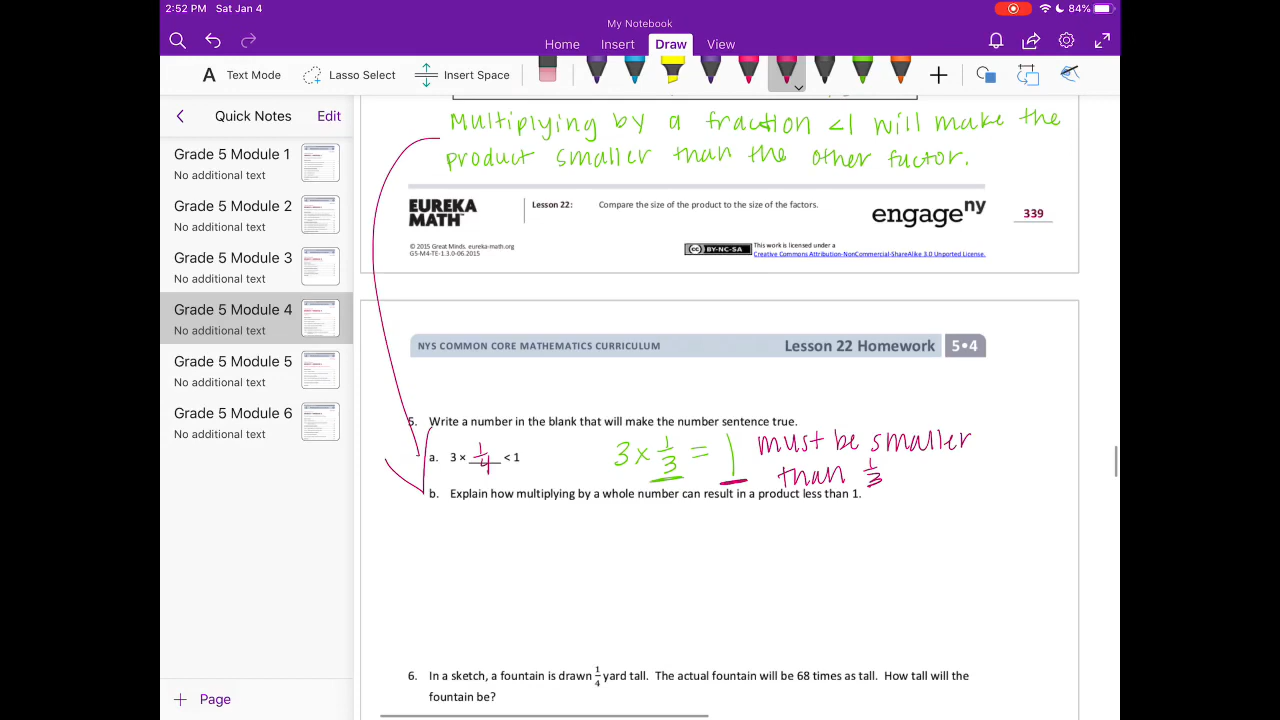 2:52 PM Sat Jan 4
84%
My Notebook
Home Insert Draw View
Text Mode Lasso Select Insert Space
Quick Notes Edit
Grade 5 Module 1
No additional text
Grade 5 Module 2
No additional text
Grade 5 Module 3
No additional text
Grade 5 Module 4
No additional text
Grade 5 Module 5
No additional text
Grade 5 Module 6
No additional text
Page
Multiplying by a fraction <1 will make the
product smaller than the other factor.
EUREKA
MATH
Lesson 22: Compare the size of the product to the size of the factors.
engageny
339
© 2015 Great Minds. eureka-math.org
G5-M4-TE-1.3.0-06.2015
CC BY-NC-SA
This work is licensed under a
Creative Commons Attribution-NonCommercial-ShareAlike 3.0 Unported License.
NYS COMMON CORE MATHEMATICS CURRICULUM Lesson 22 Homework 5•4
5. Write a number in the blank that will make the number sentence true.
a. 3 × 1/4 < 1
3 × 1/3 = 1 must be smaller
than 1/3
b. Explain how multiplying by a whole number can result in a product less than 1.
6. In a sketch, a fountain is drawn 1/4 yard tall. The actual fountain will be 68 times as tall. How tall will the
fountain be?